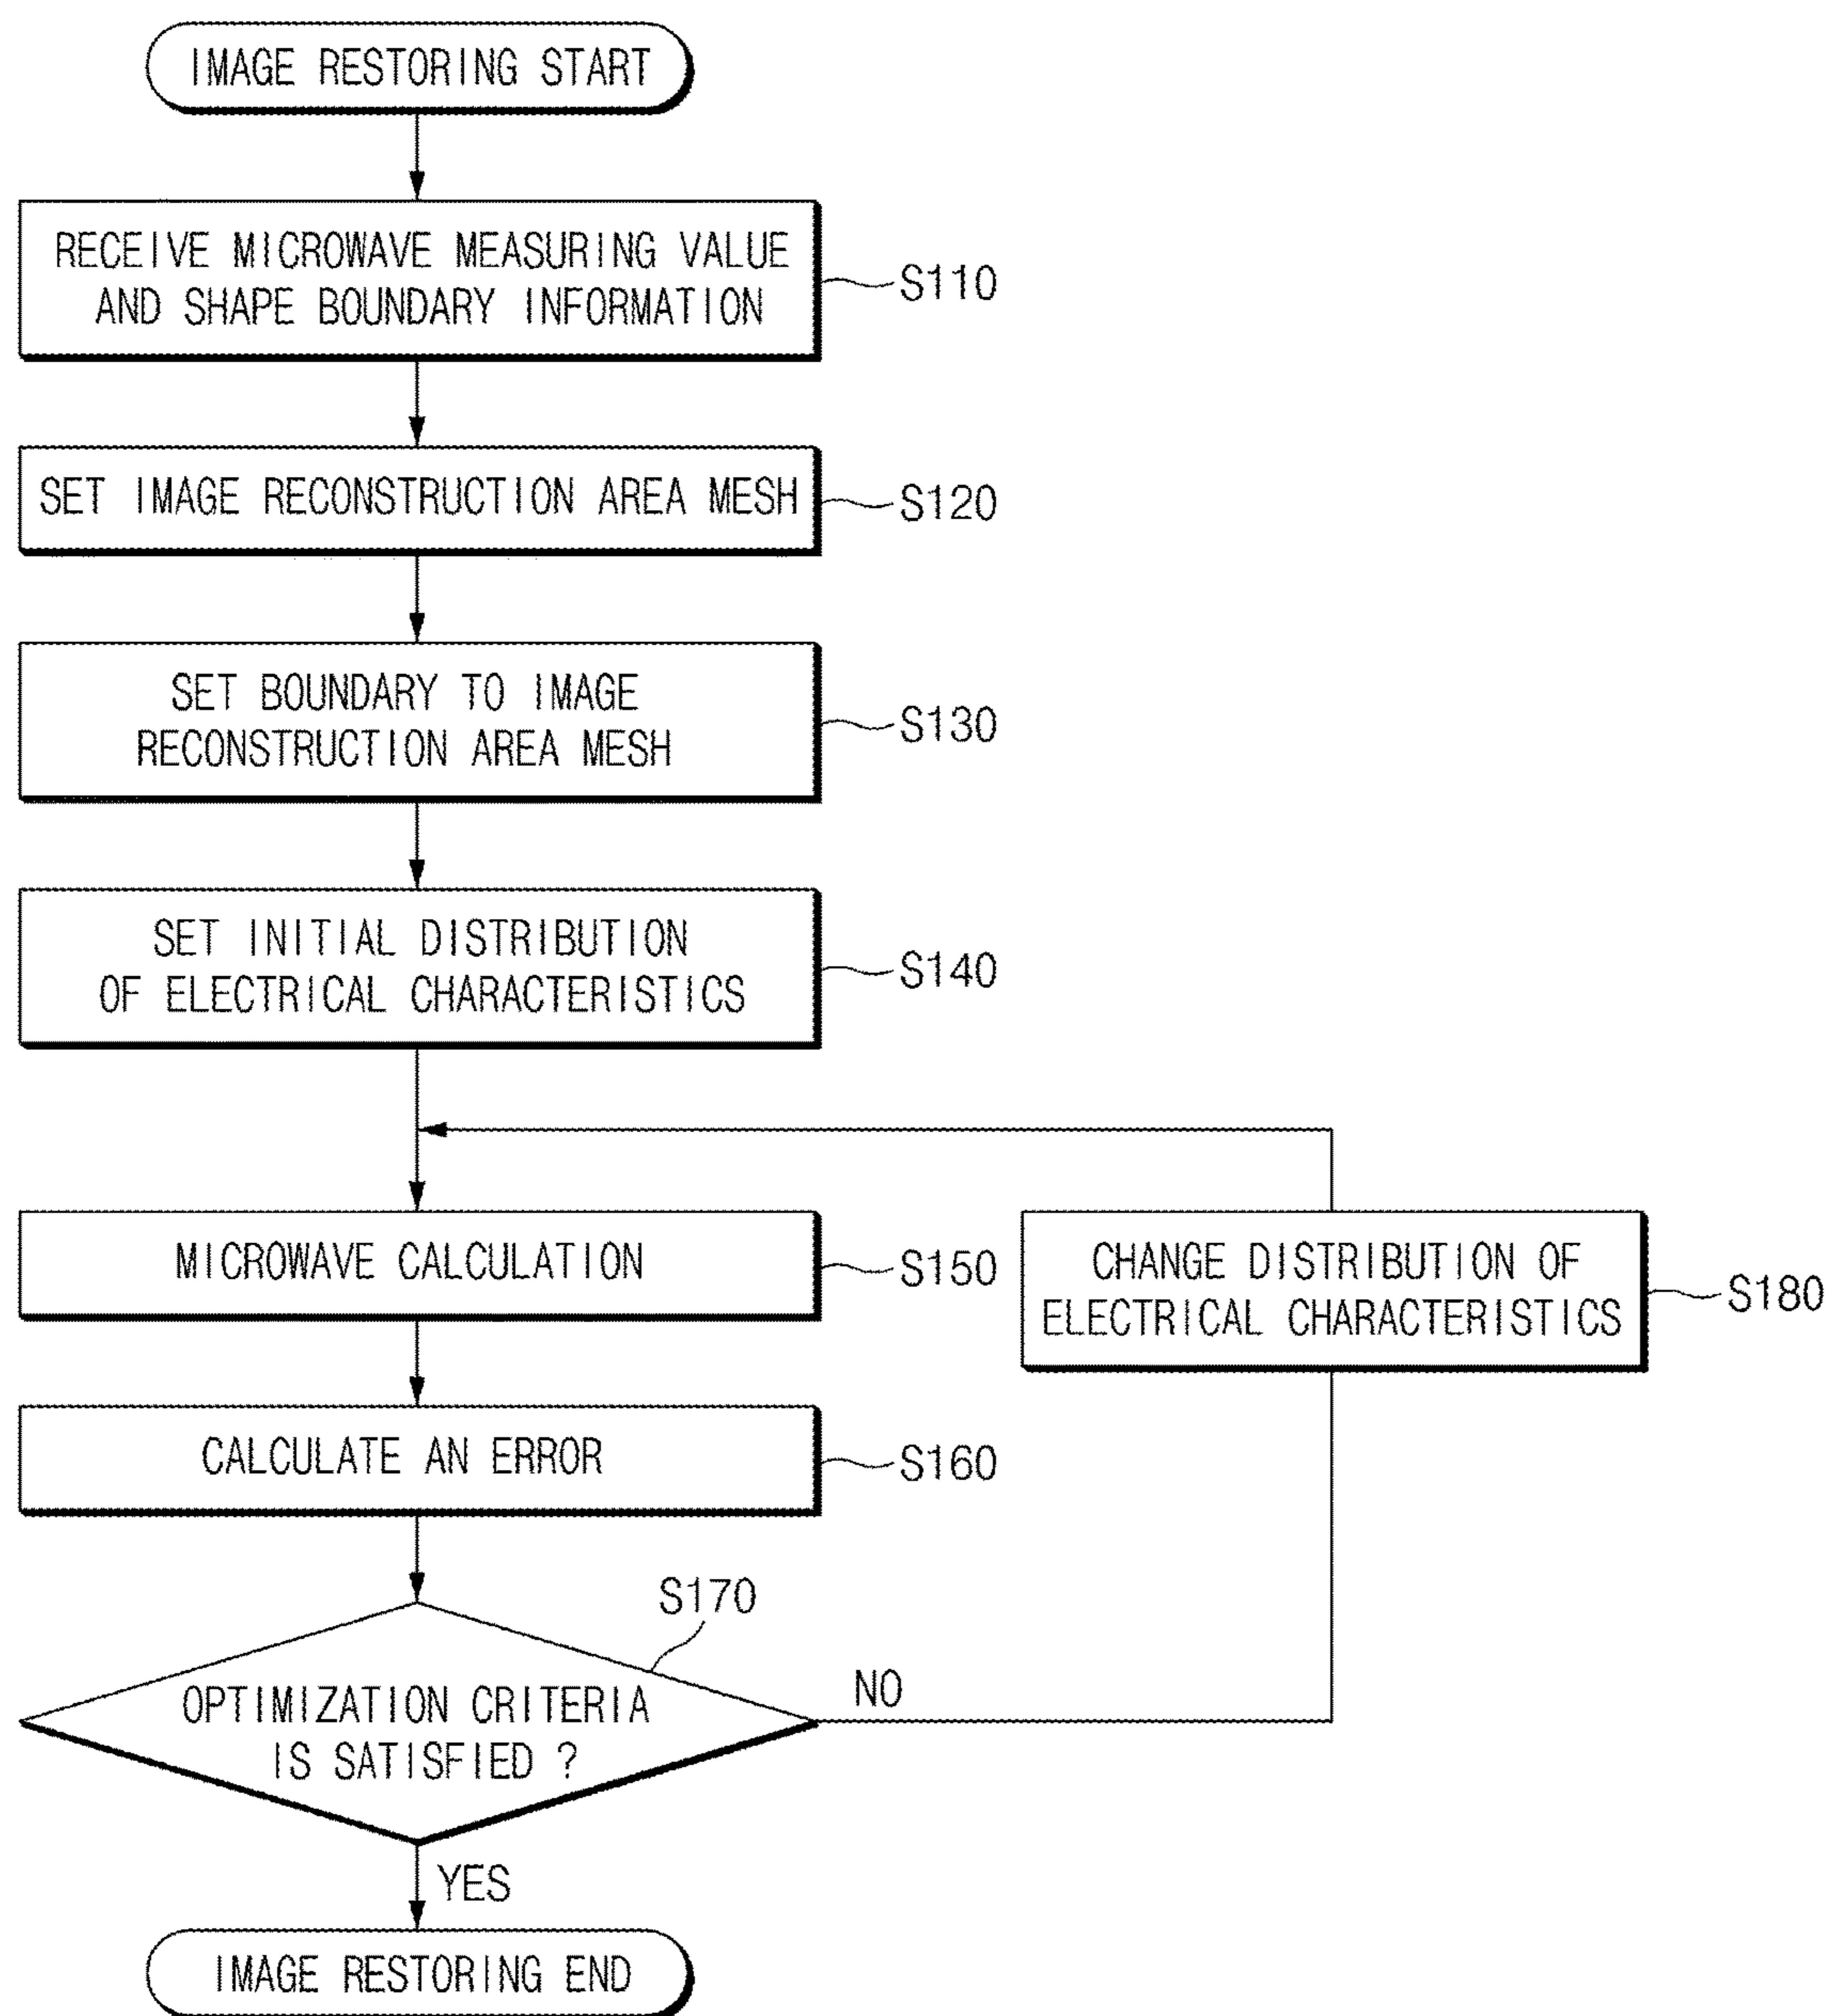 IMAGE RESTORING START
RECEIVE MICROWAVE MEASURING VALUE
AND SHAPE BOUNDARY INFORMATION
S110
SET IMAGE RECONSTRUCTION AREA MESH
S120
SET BOUNDARY TO IMAGE
RECONSTRUCTION AREA MESH
S130
SET INITIAL DISTRIBUTION
OF ELECTRICAL CHARACTERISTICS
S140
MICROWAVE CALCULATION
S150
CHANGE DISTRIBUTION OF
ELECTRICAL CHARACTERISTICS
S180
CALCULATE AN ERROR
S160
S170
OPTIMIZATION CRITERIA
IS SATISFIED ?
NO
YES
IMAGE RESTORING END